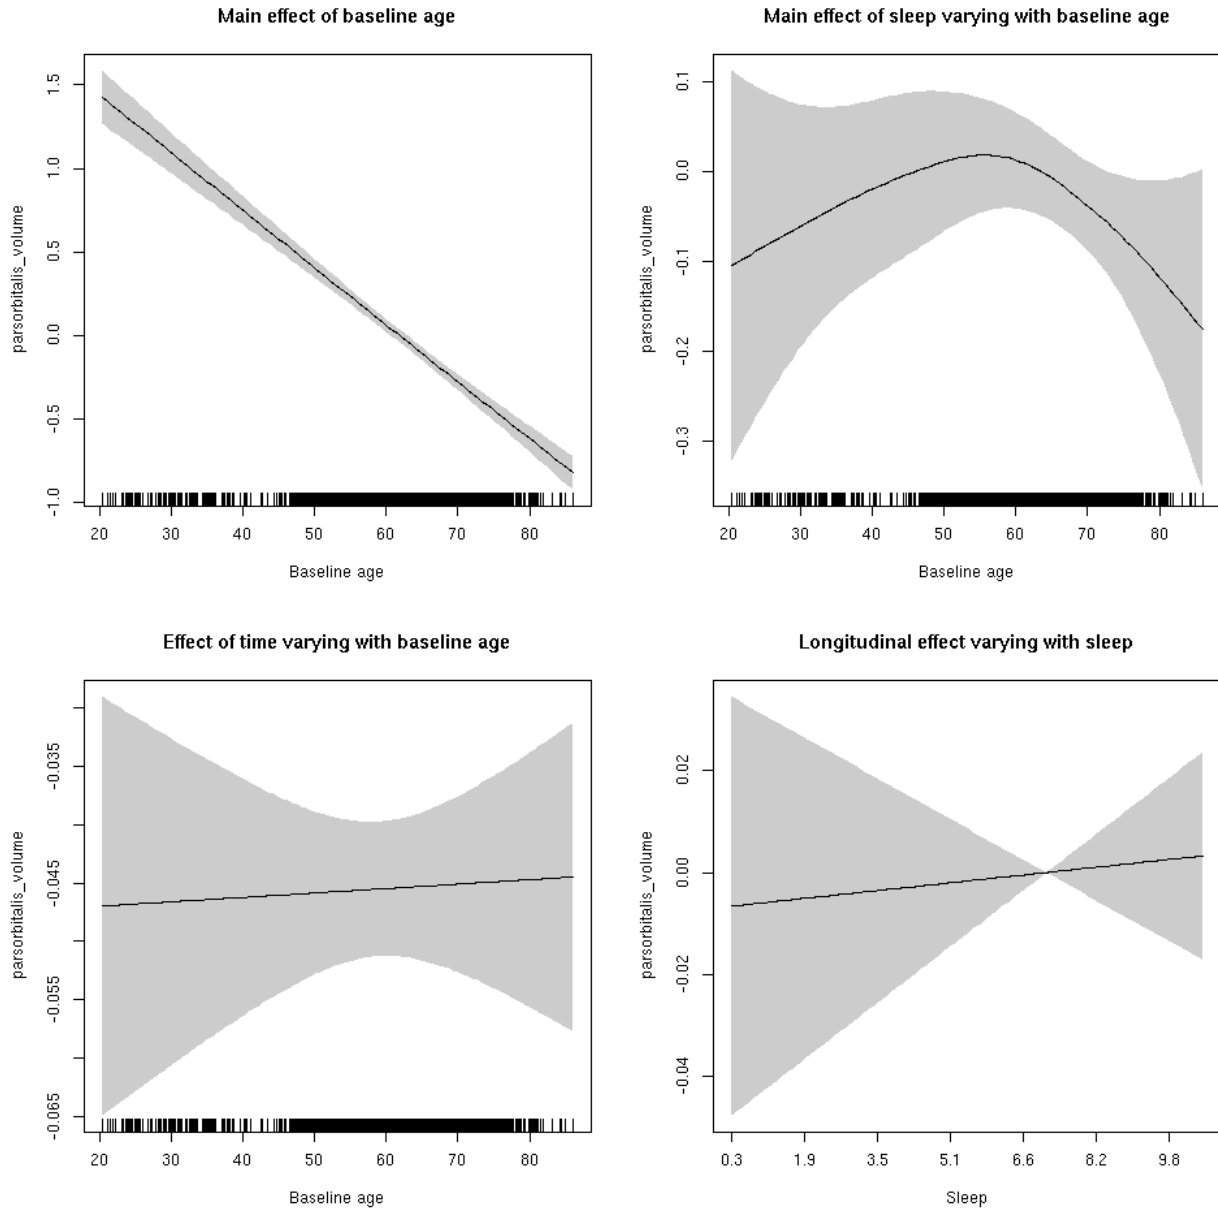 Main effect of baseline age
parsorbitalis_volume
1.5
1.0
0.5
0.0
-0.5
-1.0
20 30 40 50 60 70 80
Baseline age
Main effect of sleep varying with baseline age
parsorbitalis_volume
0.1
0.0
-0.1
-0.2
-0.3
20 30 40 50 60 70 80
Baseline age
Effect of time varying with baseline age
parsorbitalis_volume
-0.035
-0.045
-0.055
-0.065
20 30 40 50 60 70 80
Baseline age
Longitudinal effect varying with sleep
parsorbitalis_volume
0.02
0.00
-0.02
-0.04
0.3 1.9 3.5 5.1 6.6 8.2 9.8
Sleep